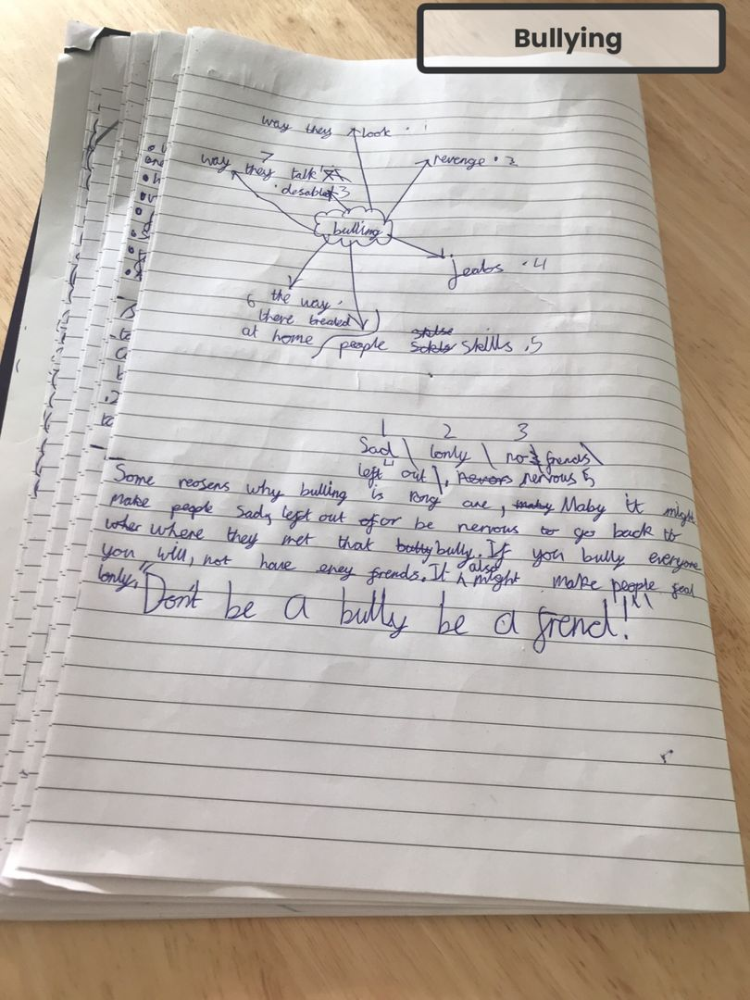 Bullying
way they look . 1
revenge . 2
7
way they talk
. desable 3
bulling
jeabs . 4
6 the way .
there breated
at home
people skills . 5
1 2 3
Sad \ lonly \ no frends \
4
left out \ , nervous 5
Some reosens why bulling is rong are, Maby it might
make people Sad, left out or be nervous to go back to
where they met that bully. If you bully everyone
you will, not have eney frends. It also might make people feal
lonly,
"Don't be a bully be a frend!"